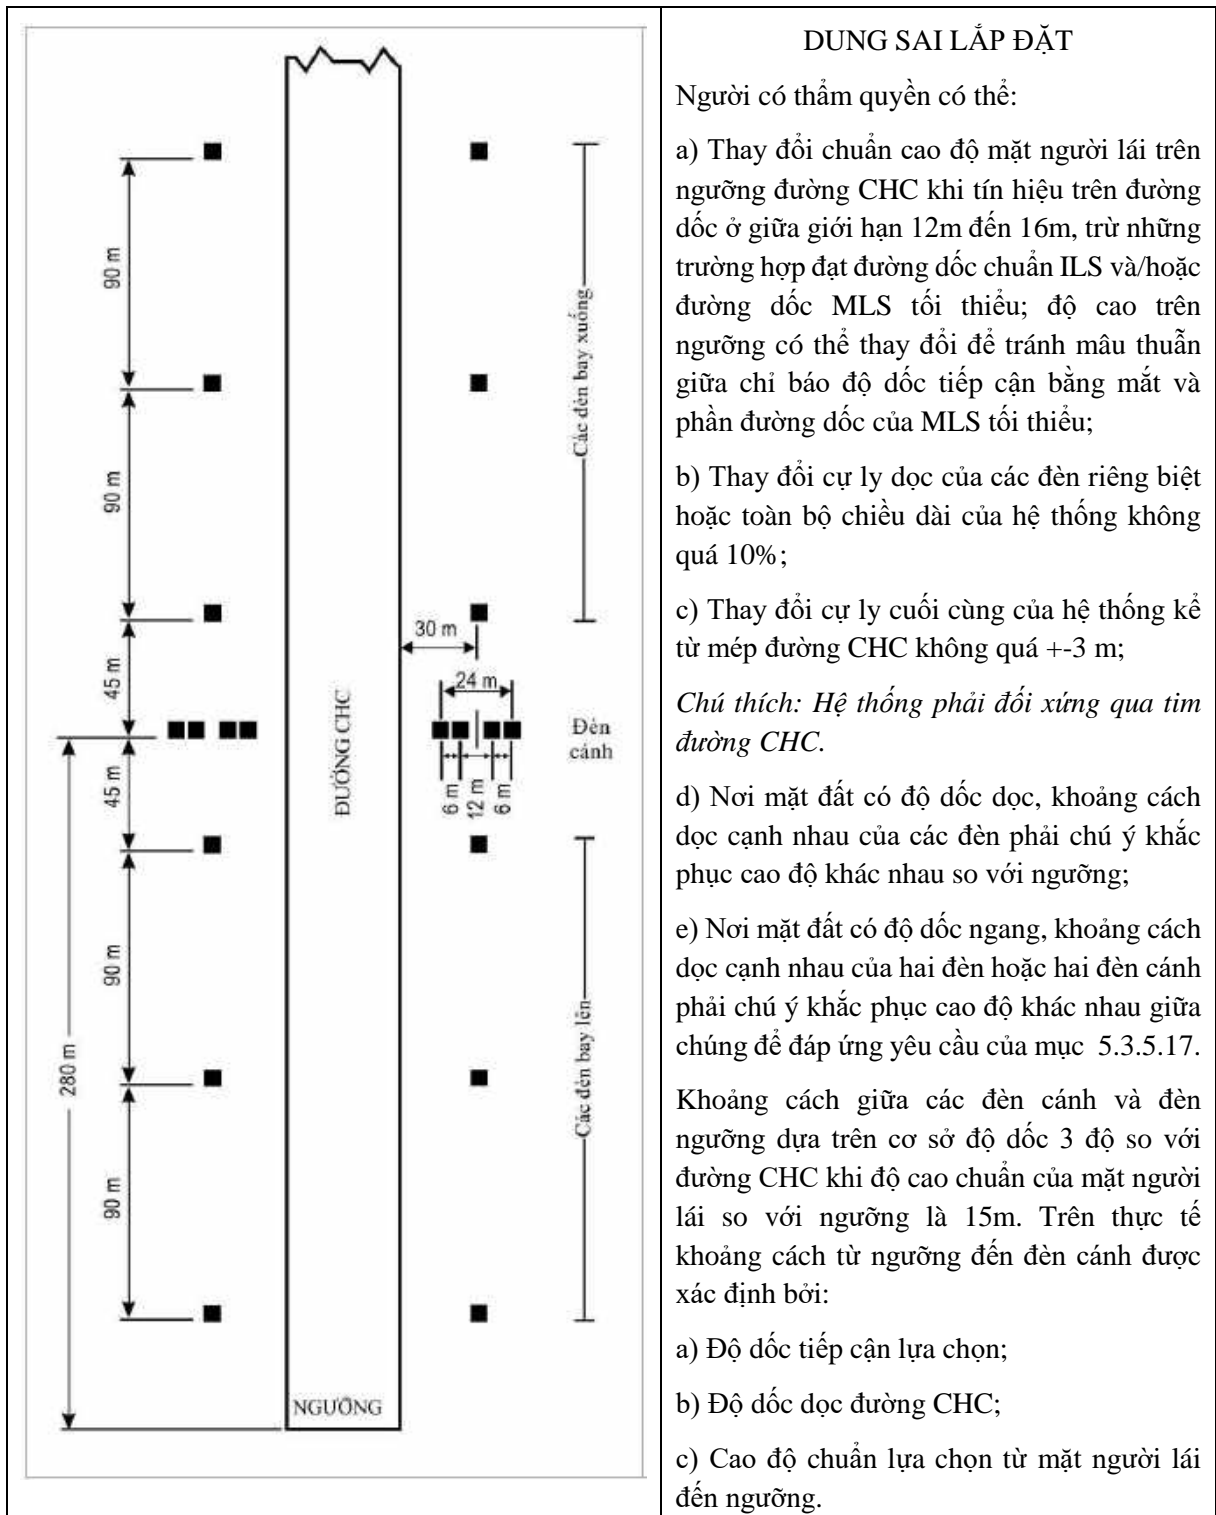 90 m
90 m
45 m
45 m
90 m
90 m
280 m
ĐƯỜNG CHC
NGƯỠNG
30 m
24 m
6 m
12 m
6 m
Các đèn bay xuống
Đèn
cánh
Các đèn bay lên
DUNG SAI LẮP ĐẶT
Người có thẩm quyền có thể:
a) Thay đổi chuẩn cao độ mặt người lái trên
ngưỡng đường CHC khi tín hiệu trên đường
dốc ở giữa giới hạn 12m đến 16m, trừ những
trường hợp đạt đường dốc chuẩn ILS và/hoặc
đường dốc MLS tối thiểu; độ cao trên
ngưỡng có thể thay đổi để tránh mâu thuẫn
giữa chỉ báo độ dốc tiếp cận bằng mắt và
phần đường dốc của MLS tối thiểu;
b) Thay đổi cự ly dọc của các đèn riêng biệt
hoặc toàn bộ chiều dài của hệ thống không
quá 10%;
c) Thay đổi cự ly cuối cùng của hệ thống kể
từ mép đường CHC không quá +-3 m;
Chú thích: Hệ thống phải đối xứng qua tim
đường CHC.
d) Nơi mặt đất có độ dốc dọc, khoảng cách
dọc cạnh nhau của các đèn phải chú ý khắc
phục cao độ khác nhau so với ngưỡng;
e) Nơi mặt đất có độ dốc ngang, khoảng cách
dọc cạnh nhau của hai đèn hoặc hai đèn cánh
phải chú ý khắc phục cao độ khác nhau giữa
chúng để đáp ứng yêu cầu của mục 5.3.5.17.
Khoảng cách giữa các đèn cánh và đèn
ngưỡng dựa trên cơ sở độ dốc 3 độ so với
đường CHC khi độ cao chuẩn của mặt người
lái so với ngưỡng là 15m. Trên thực tế
khoảng cách từ ngưỡng đến đèn cánh được
xác định bởi:
a) Độ dốc tiếp cận lựa chọn;
b) Độ dốc dọc đường CHC;
c) Cao độ chuẩn lựa chọn từ mặt người lái
đến ngưỡng.